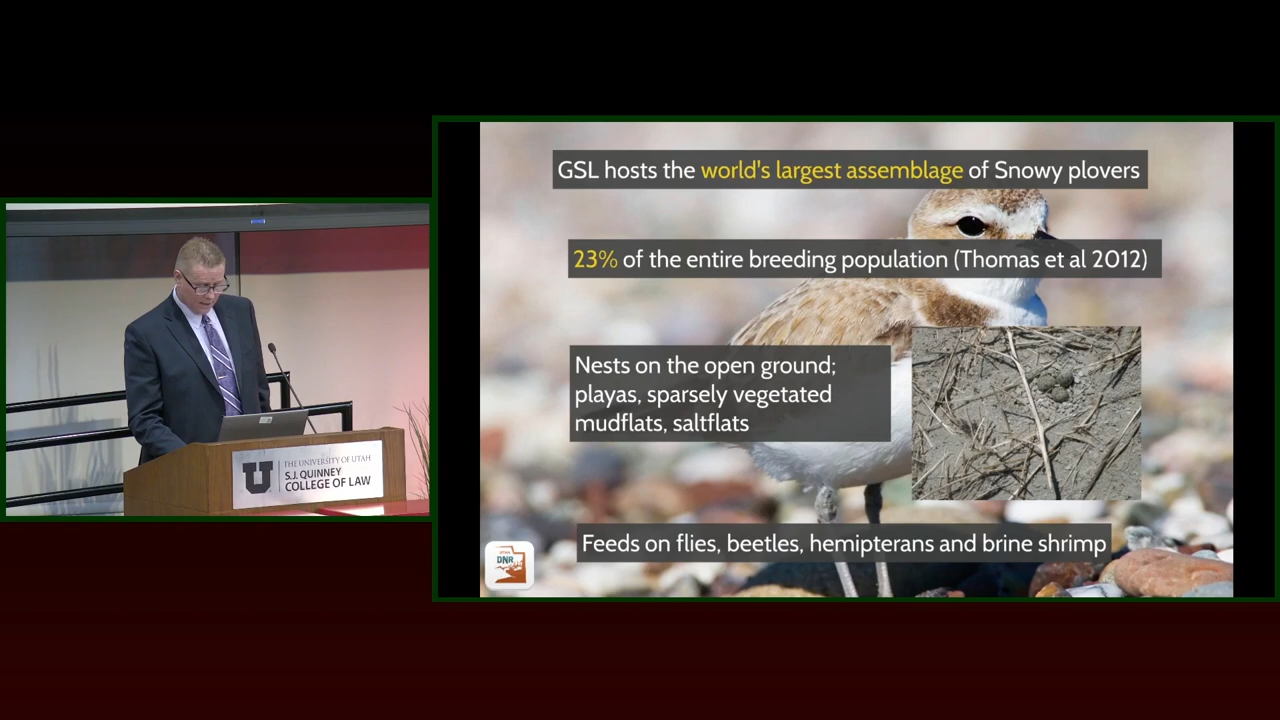 GSL hosts the world's largest assemblage of Snowy plovers
23% of the entire breeding population (Thomas et al 2012)
Nests on the open ground;
playas, sparsely vegetated
mudflats, saltflats
Feeds on flies, beetles, hemipterans and brine shrimp
UTAH
DNR
U
THE UNIVERSITY OF UTAH
S.J. QUINNEY
COLLEGE OF LAW